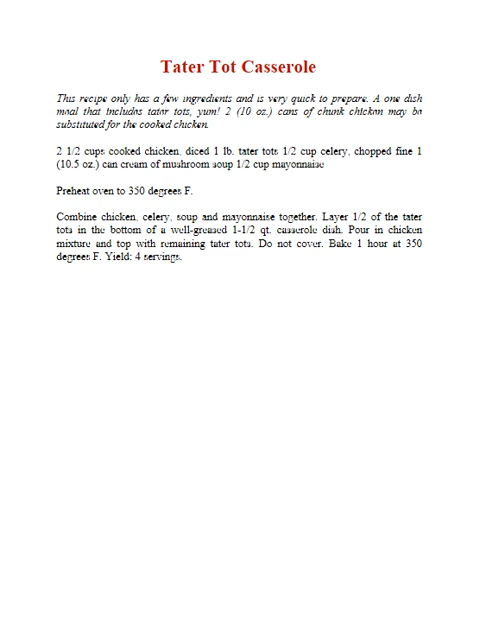 Tater Tot Casserole
This recipe only has a few ingredients and is very quick to prepare. A one dish
meal that includes tator tots, yum! 2 (10 oz.) cans of chunk chicken may be
substituted for the cooked chicken.
2 1/2 cups cooked chicken, diced 1 lb. tater tots 1/2 cup celery, chopped fine 1
(10.5 oz.) can cream of mushroom soup 1/2 cup mayonnaise
Preheat oven to 350 degrees F.
Combine chicken, celery, soup and mayonnaise together. Layer 1/2 of the tater
tots in the bottom of a well-greased 1-1/2 qt. casserole dish. Pour in chicken
mixture and top with remaining tater tots. Do not cover. Bake 1 hour at 350
degrees F. Yield: 4 servings.